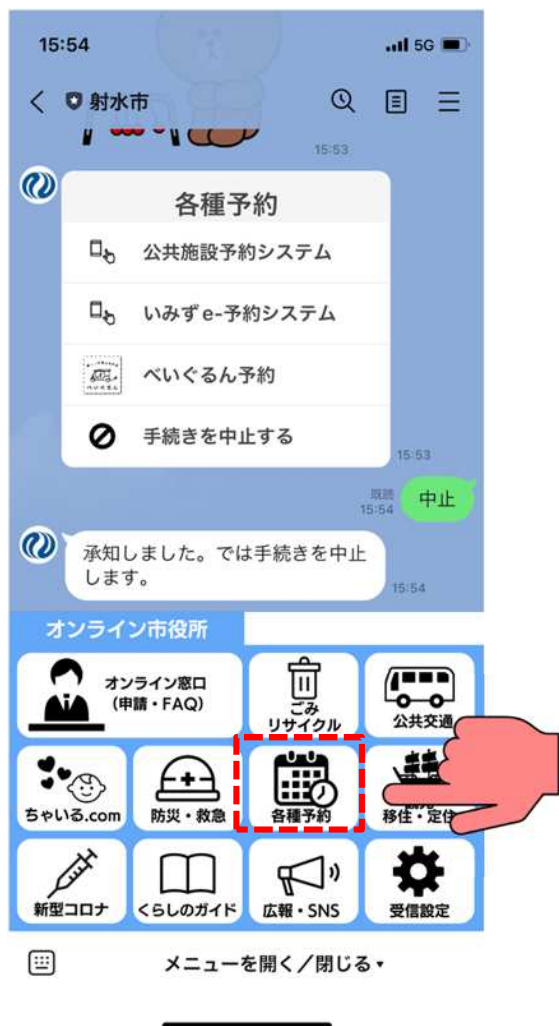 15:54
5G
射水市
15:53
各種予約
公共施設予約システム
いみずe-予約システム
べいぐるん予約
手続きを中止する
15:53
既読
15:54
中止
承知しました。では手続きを中止
します。
15:54
オンライン市役所
オンライン窓口
(申請・FAQ)
ごみ
リサイクル
公共交通
ちゃいる.com
防災・救急
各種予約
移住・定住
新型コロナ
くらしのガイド
広報・SNS
受信設定
メニューを開く/閉じる▾